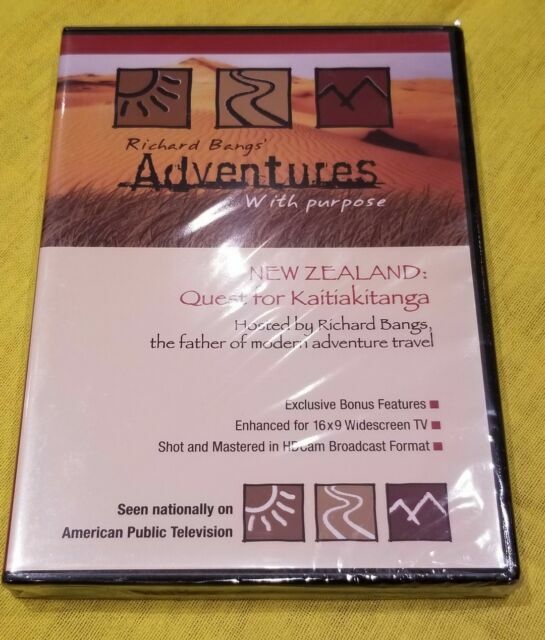 Richard Bangs'
Adventures
With purpose
NEW ZEALAND:
Quest for Kaitiakitanga
Hosted by Richard Bangs,
the father of modern adventure travel
Exclusive Bonus Features
Enhanced for 16x9 Widescreen TV
Shot and Mastered in HDCam Broadcast Format
Seen nationally on
American Public Television